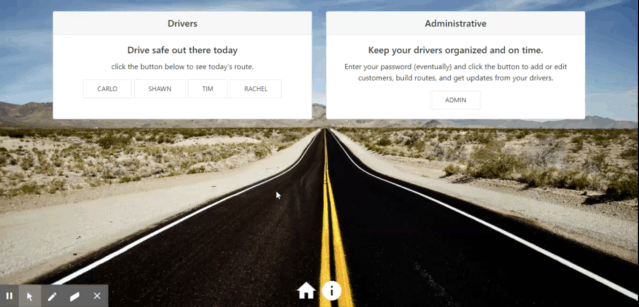 Drivers
Drive safe out there today
click the button below to see today's route.
CARLO SHAWN TIM RACHEL
Administrative
Keep your drivers organized and on time.
Enter your password (eventually) and click the button to add or edit
customers, build routes, and get updates from your drivers.
ADMIN